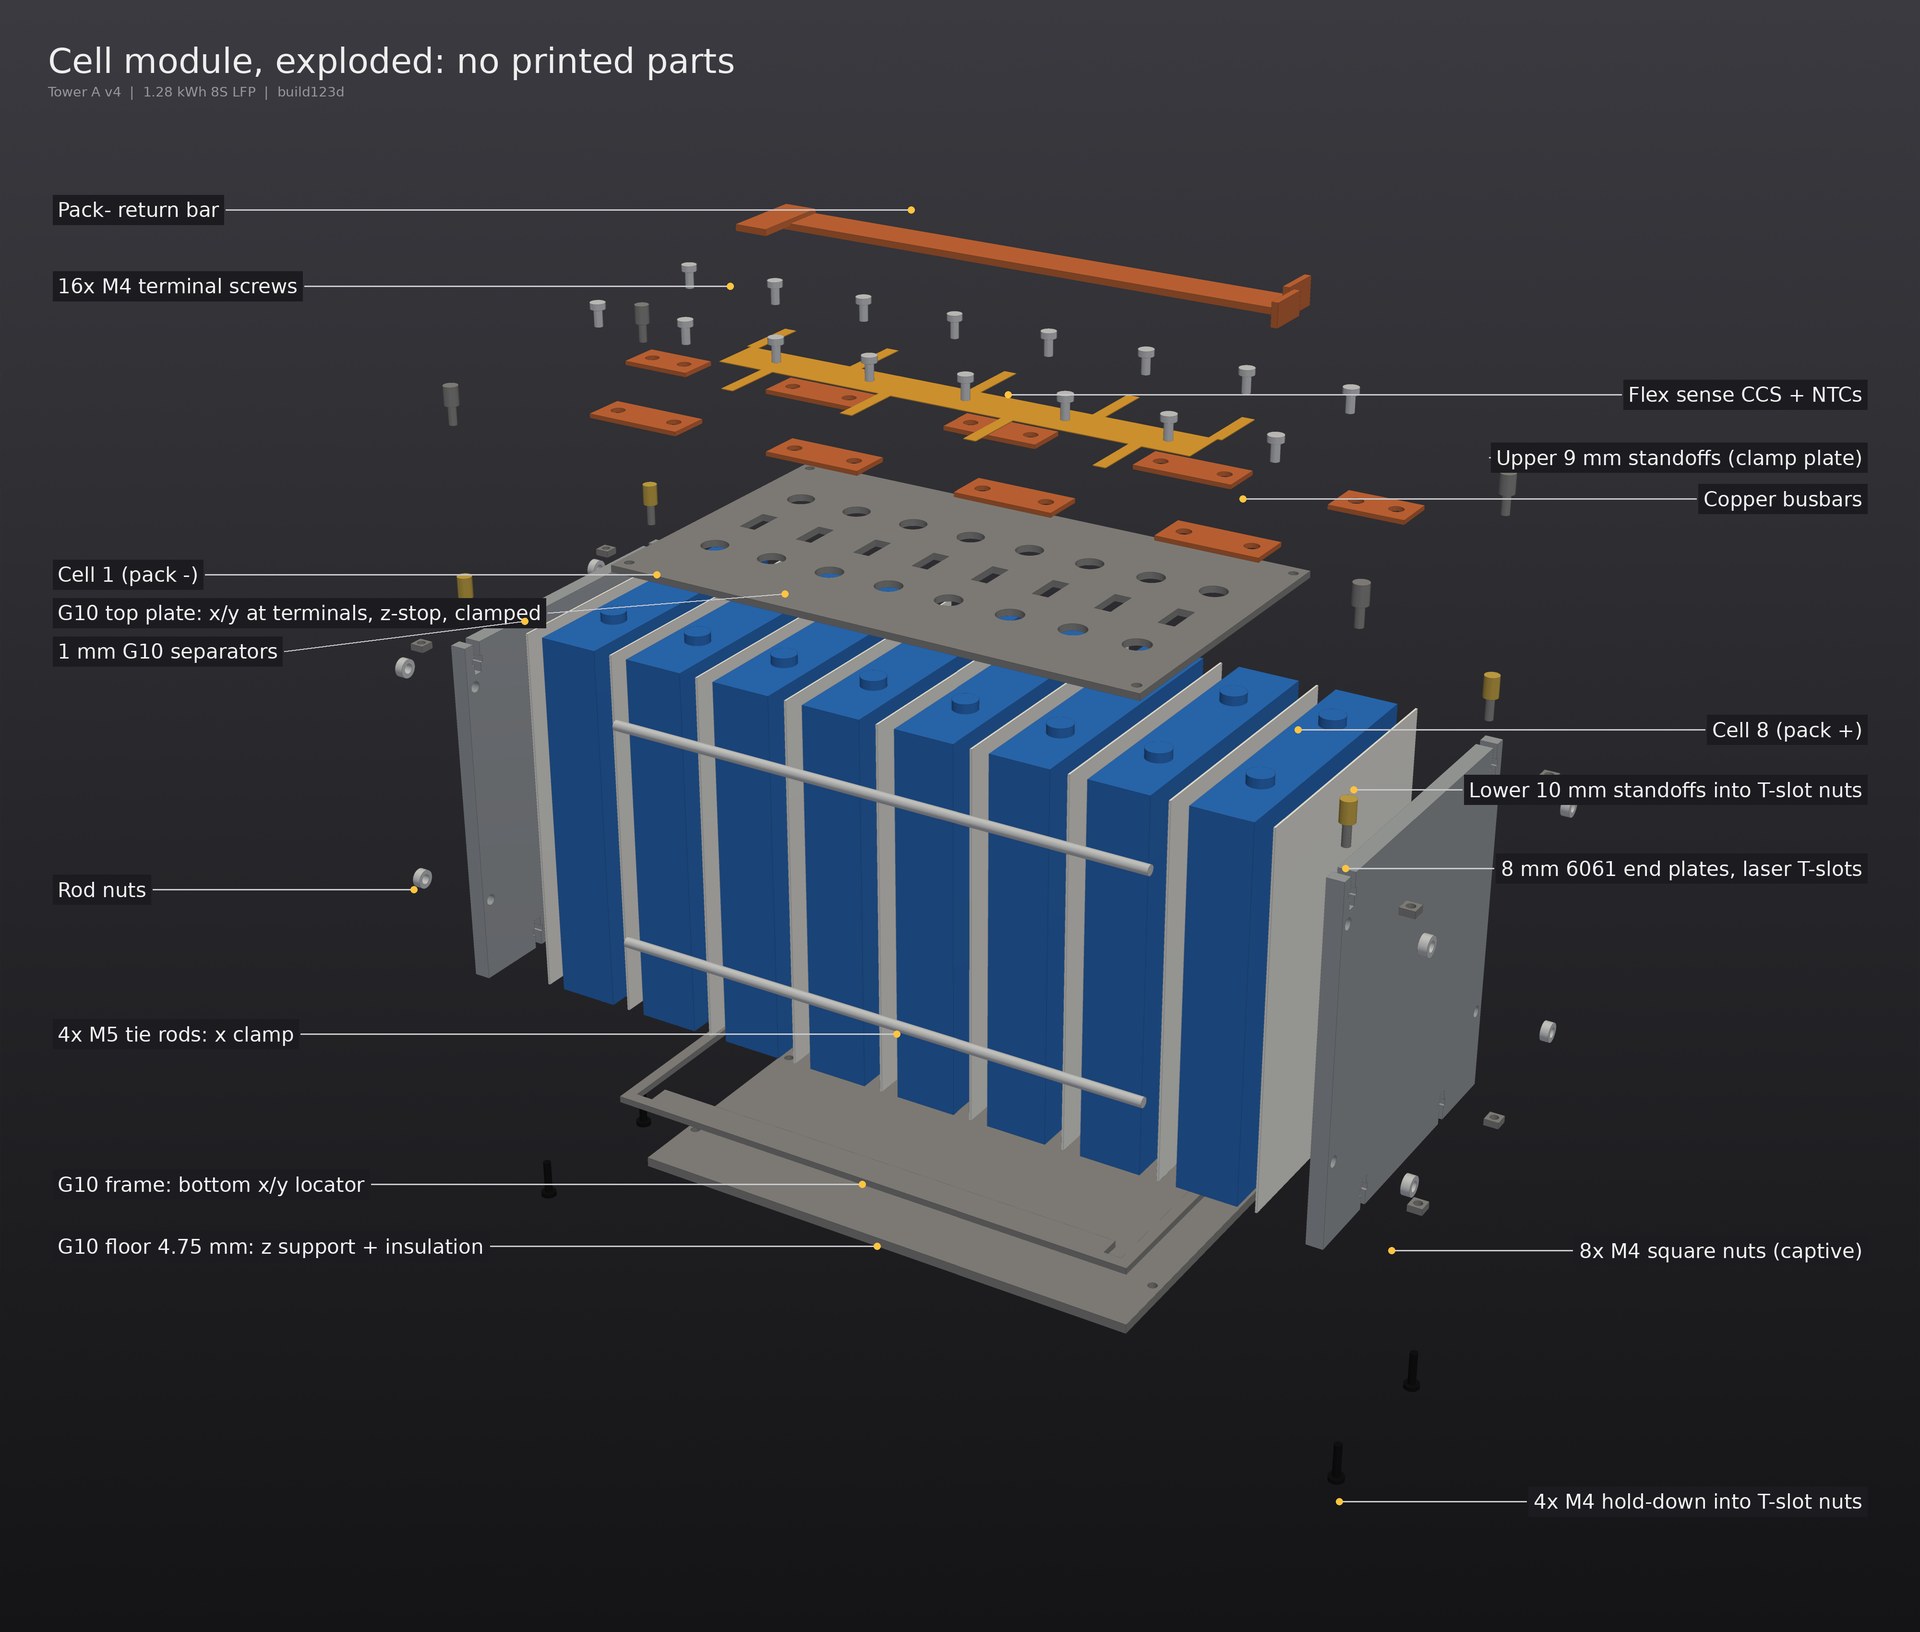 Cell module, exploded: no printed parts
Tower A v4 | 1.28 kWh 8S LFP | build123d
Pack- return bar
16x M4 terminal screws
Flex sense CCS + NTCs
Upper 9 mm standoffs (clamp plate)
Copper busbars
Cell 1 (pack -)
G10 top plate: x/y at terminals, z-stop, clamped
1 mm G10 separators
Cell 8 (pack +)
Lower 10 mm standoffs into T-slot nuts
8 mm 6061 end plates, laser T-slots
Rod nuts
4x M5 tie rods: x clamp
G10 frame: bottom x/y locator
G10 floor 4.75 mm: z support + insulation
8x M4 square nuts (captive)
4x M4 hold-down into T-slot nuts